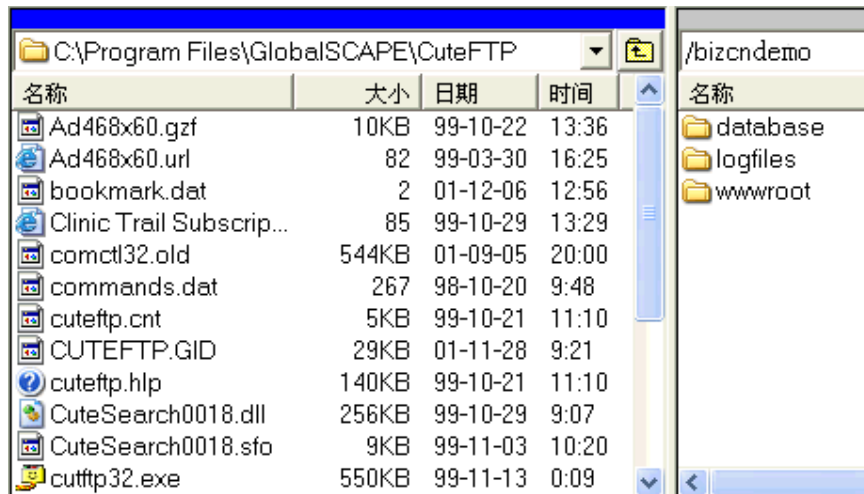 C:\Program Files\GlobalSCAPE\CuteFTP
名称 大小 日期 时间
Ad468x60.gzf 10KB 99-10-22 13:36
Ad468x60.url 82 99-03-30 16:25
bookmark.dat 2 01-12-06 12:56
Clinic Trail Subscrip... 85 99-10-29 13:29
comctl32.old 544KB 01-09-05 20:00
commands.dat 267 98-10-20 9:48
cuteftp.cnt 5KB 99-10-21 11:10
CUTEFTP.GID 29KB 01-11-28 9:21
cuteftp.hlp 140KB 99-10-21 11:10
CuteSearch0018.dll 256KB 99-10-29 9:07
CuteSearch0018.sfo 9KB 99-11-03 10:20
cutftp32.exe 550KB 99-11-13 0:09
/bizcndemo
名称
database
logfiles
wwwroot